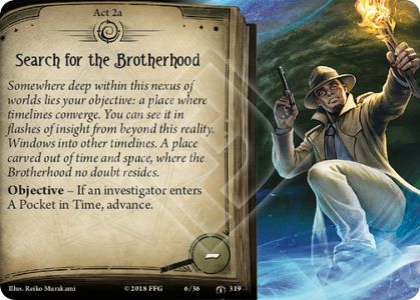 Act 2a
Search for the Brotherhood
Somewhere deep within this nexus of
worlds lies your objective: a place where
timelines converge. You can see it in
flashes of insight from beyond this reality.
Windows into other timelines. A place
carved out of time and space, where the
Brotherhood no doubt resides.
Objective – If an investigator enters
A Pocket in Time, advance.
–
Illus. Reiko Murakami © 2018 FFG 6/36 319